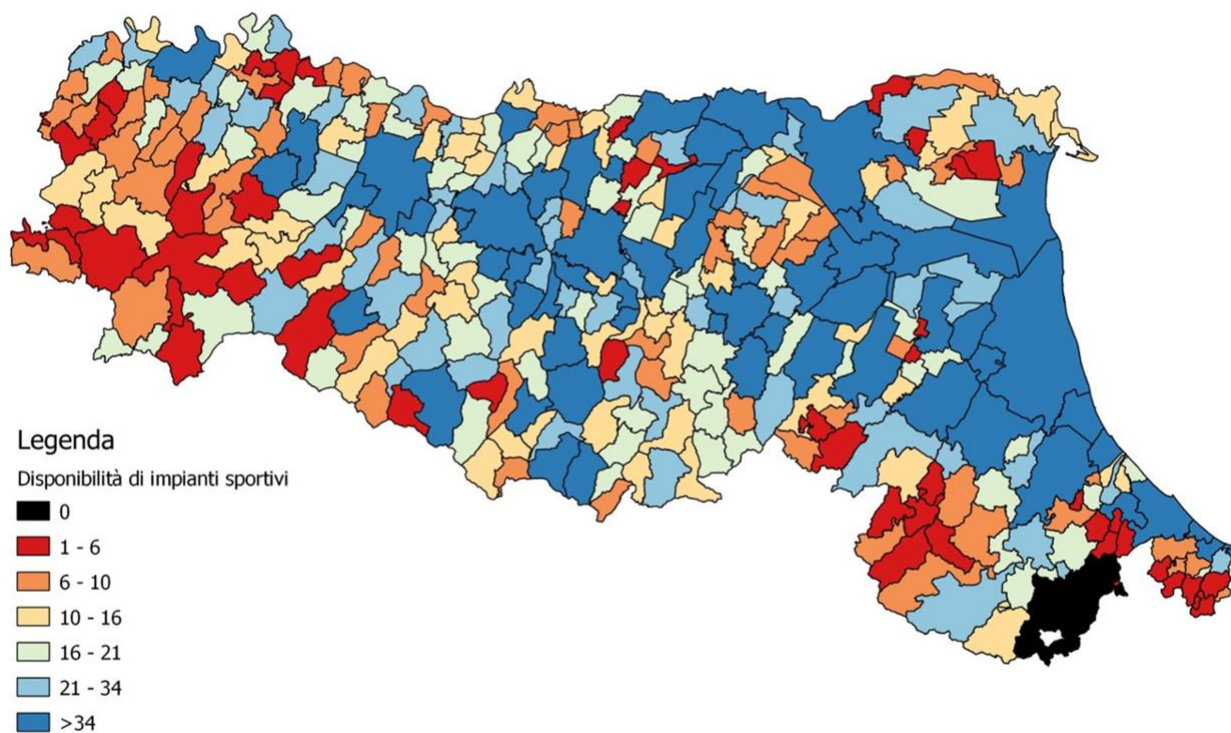 Legenda
Disponibilità di impianti sportivi
0
1 - 6
6 - 10
10 - 16
16 - 21
21 - 34
>34